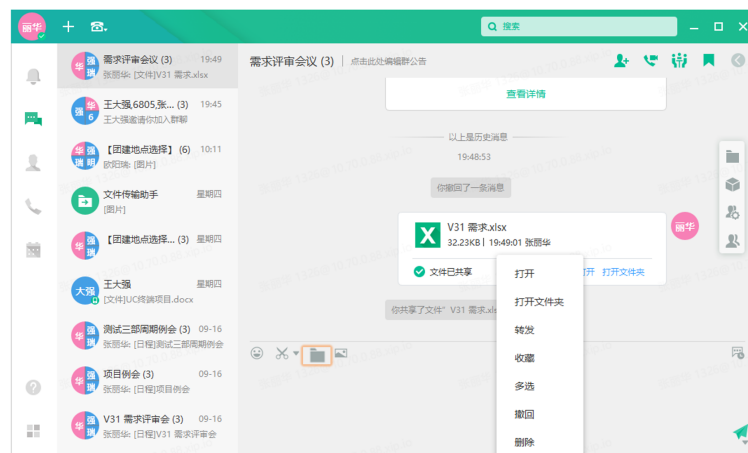 丽华
搜索
需求评审会议 (3) 19:49
张丽华: [文件]V31 需求.xlsx
王大强,6805,张... (3) 19:45
王大强邀请你加入群聊
【团建地点选择】 (6) 10:11
欧阳瑞: [图片]
文件传输助手 星期四
[图片]
【团建地点选择... (3) 星期四
王大强 星期四
[文件]UC终端项目.docx
测试三部周期例会 (3) 09-16
张丽华: [日程]测试三部周期例会
项目例会 (3) 09-16
张丽华: [日程]项目例会
V31 需求评审会 (3) 09-16
张丽华: [日程]V31 需求评审会
华 强 瑞
强 华 6
华 强 瑞 明
华 强 瑞
大强
华 强 瑞
华 强 瑞
华 强 瑞
需求评审会议 (3) 点击此处编辑群公告
查看详情
以上是历史消息
19:48:53
你撤回了一条消息
V31 需求.xlsx
32.23KB | 19:49:01 张丽华
丽华
文件已共享 打开 打开文件夹
你共享了文件" V31 需求.xls
打开
打开文件夹
转发
收藏
多选
撤回
删除